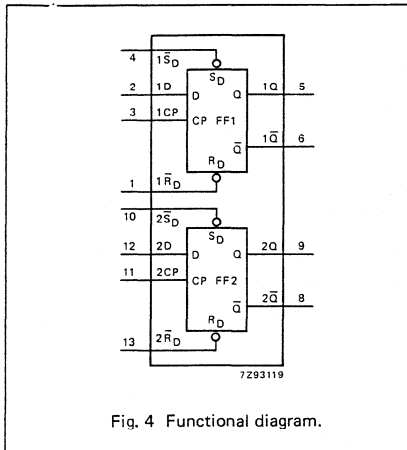 4 1S̅D
SD
2 1D D Q 1Q 5
3 1CP CP FF1
Q̅ 1Q̅ 6
RD
1 1R̅D
10 2S̅D
SD
12 2D D Q 2Q 9
11 2CP CP FF2
Q̅ 2Q̅ 8
RD
13 2R̅D
7Z93119
Fig. 4 Functional diagram.